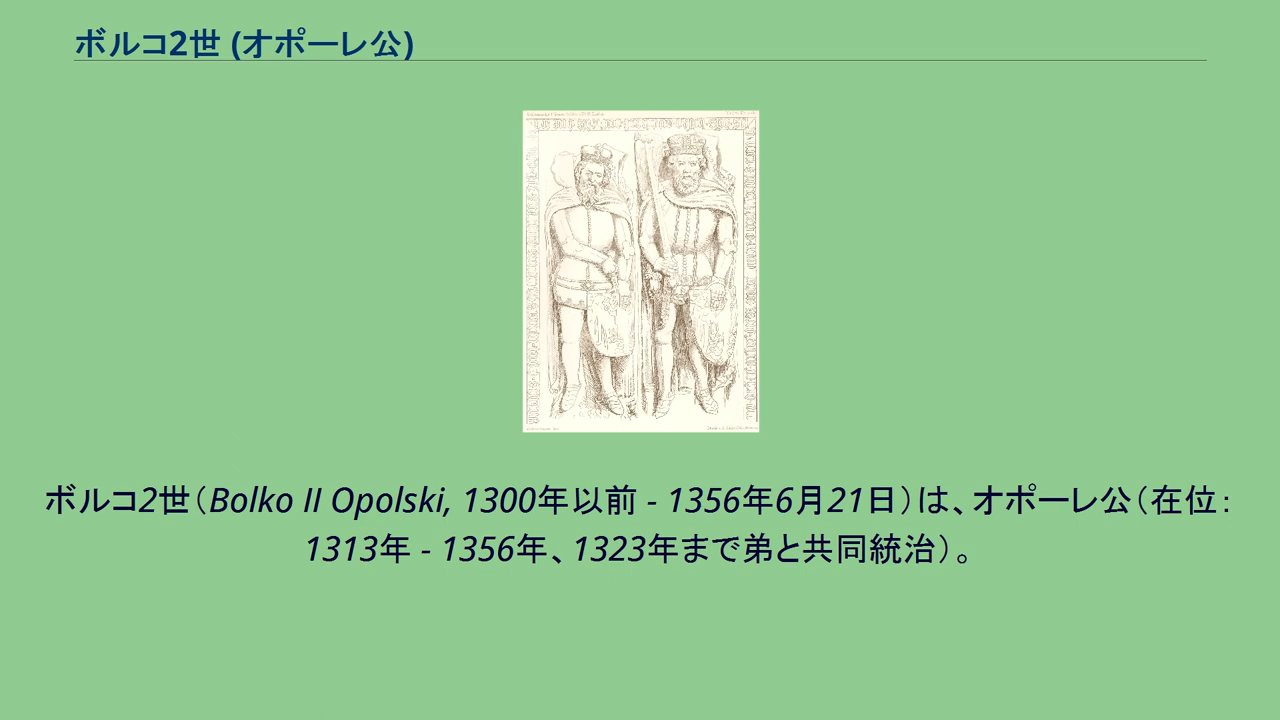 ボルコ2世 (オポーレ公)
ボルコ2世（Bolko II Opolski, 1300年以前 - 1356年6月21日）は、オポーレ公（在位：
1313年 - 1356年、1323年まで弟と共同統治）。